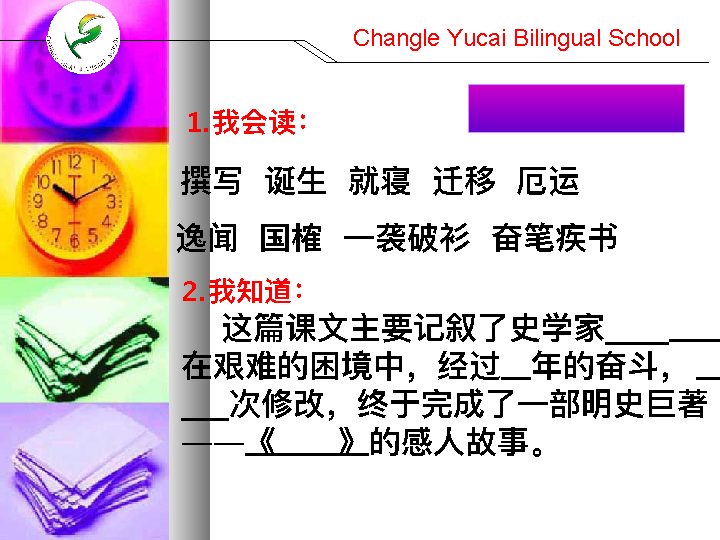 Changle Yucai Bilingual School
1.我会读：
撰写 诞生 就寝 迁移 厄运
逸闻 国榷 一袭破衫 奋笔疾书
2.我知道：
这篇课文主要记叙了史学家____ ___
在艰难的困境中，经过__年的奋斗， __
___次修改，终于完成了一部明史巨著
——《____》的感人故事。